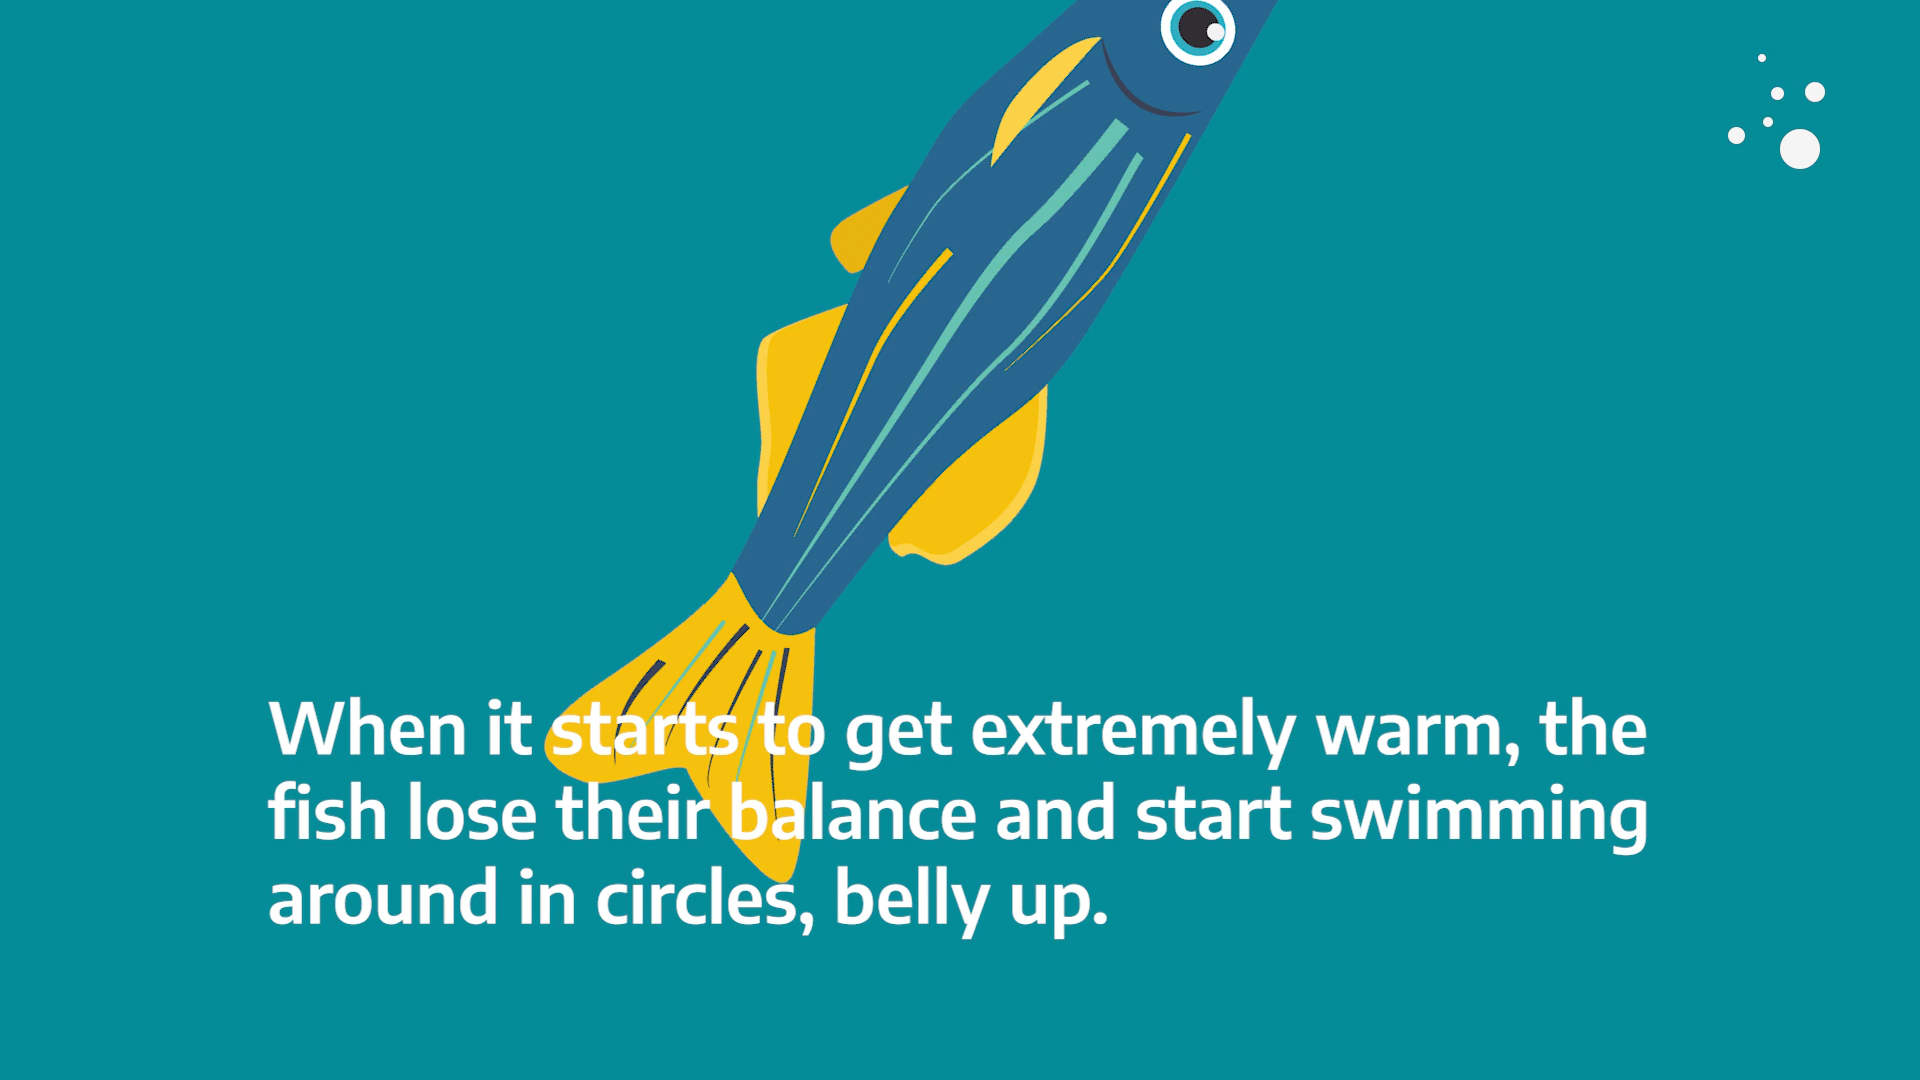 When it starts to get extremely warm, the
fish lose their balance and start swimming
around in circles, belly up.